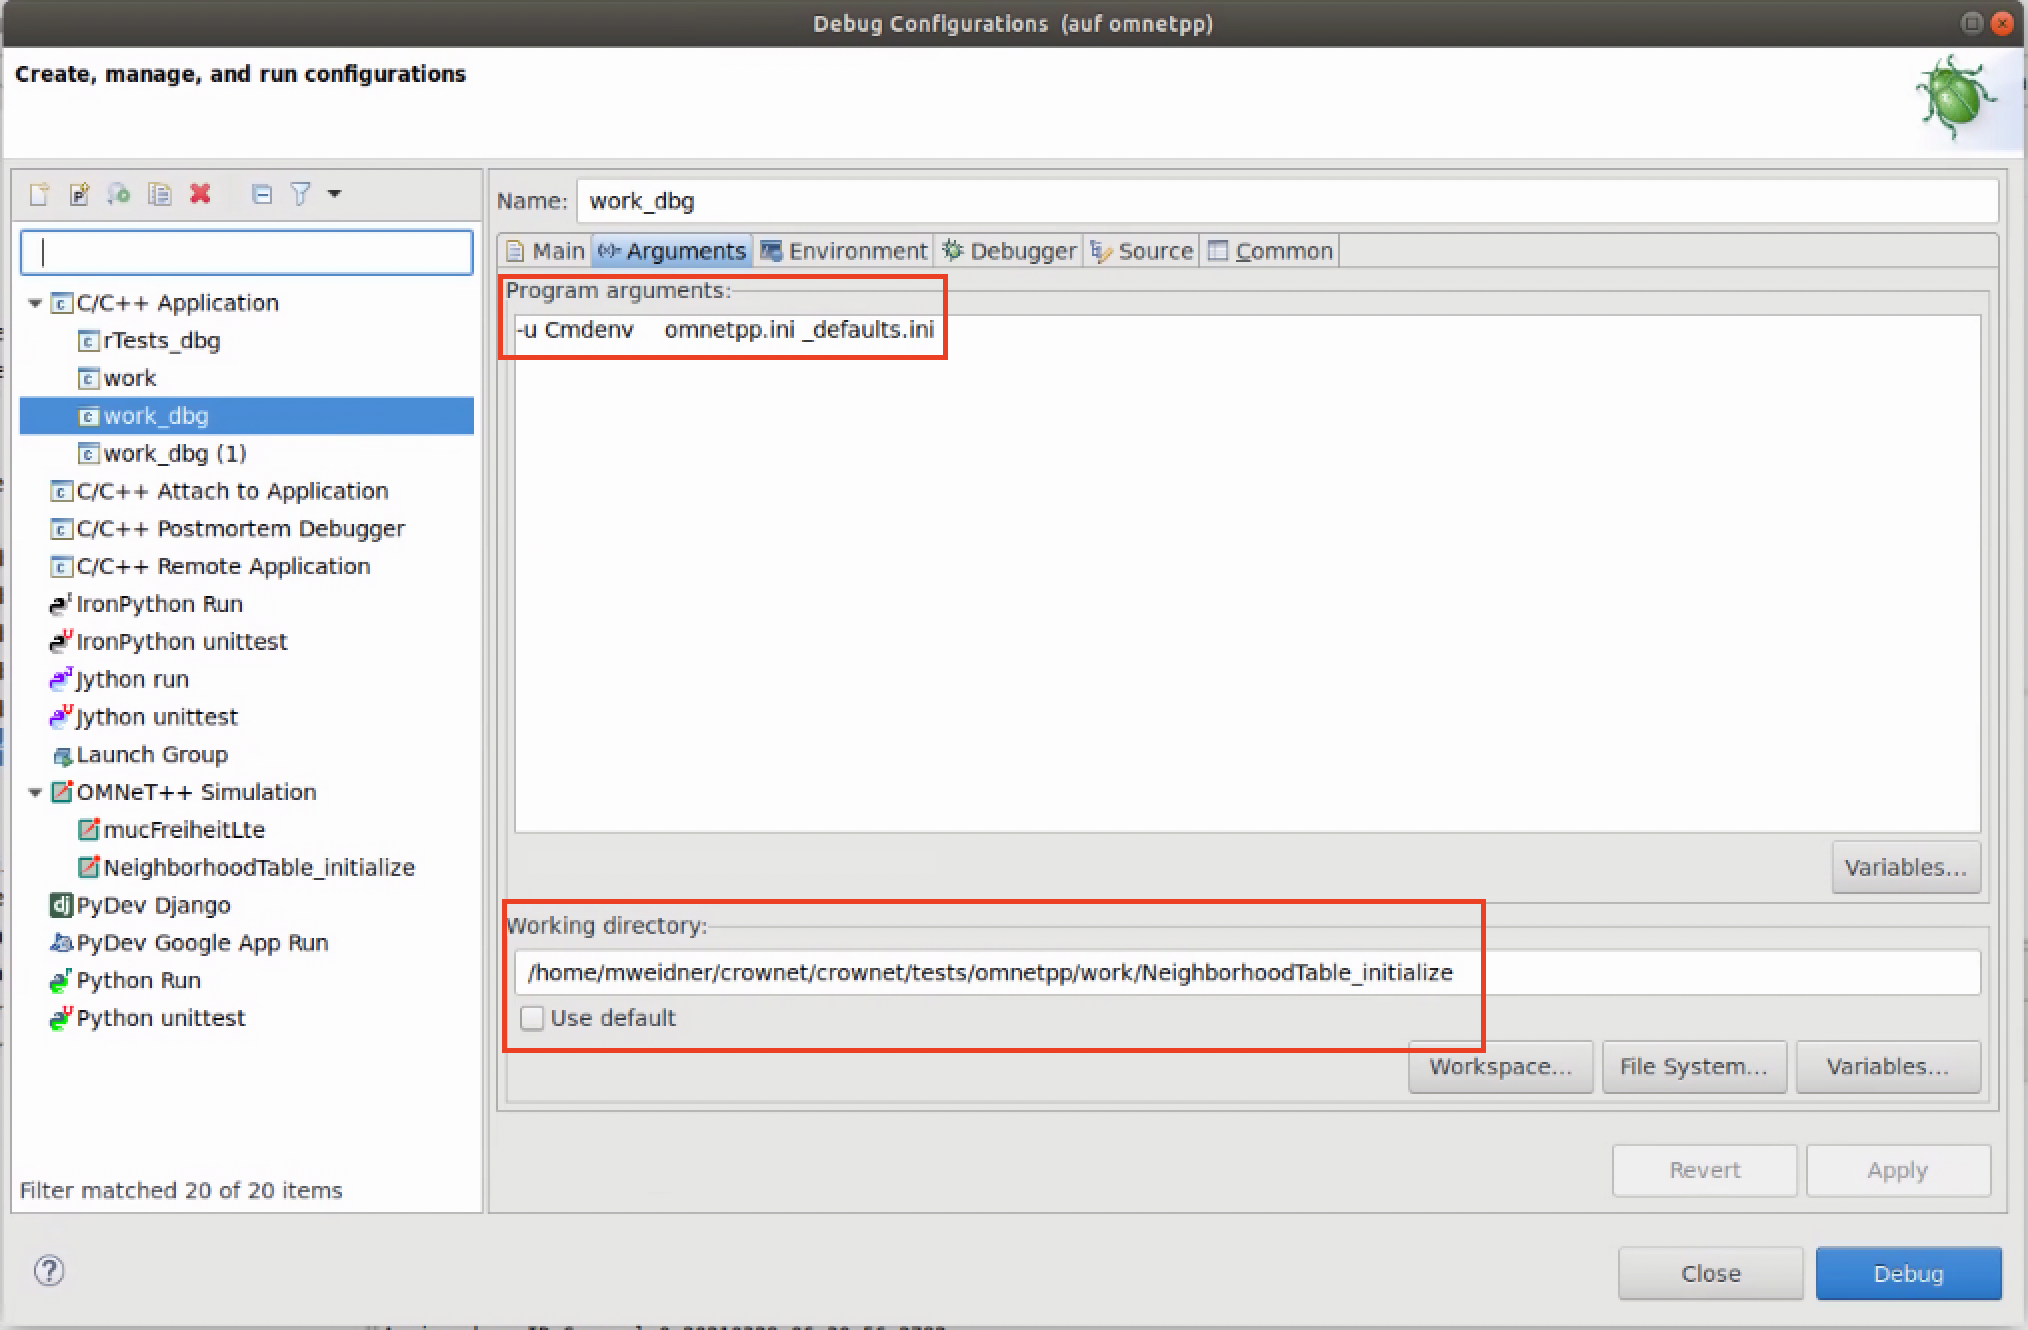 Debug Configurations (auf omnetpp)
Create, manage, and run configurations
Name: work_dbg
Main Arguments Environment Debugger Source Common
Program arguments:
-u Cmdenv omnetpp.ini _defaults.ini
C/C++ Application
rTests_dbg
work
work_dbg
work_dbg (1)
C/C++ Attach to Application
C/C++ Postmortem Debugger
C/C++ Remote Application
IronPython Run
IronPython unittest
Jython run
Jython unittest
Launch Group
OMNeT++ Simulation
mucFreiheitLte
NeighborhoodTable_initialize
PyDev Django
PyDev Google App Run
Python Run
Python unittest
Filter matched 20 of 20 items
Variables...
Working directory:
/home/mweidner/crownet/crownet/tests/omnetpp/work/NeighborhoodTable_initialize
Use default
Workspace... File System... Variables...
Revert Apply
Close Debug